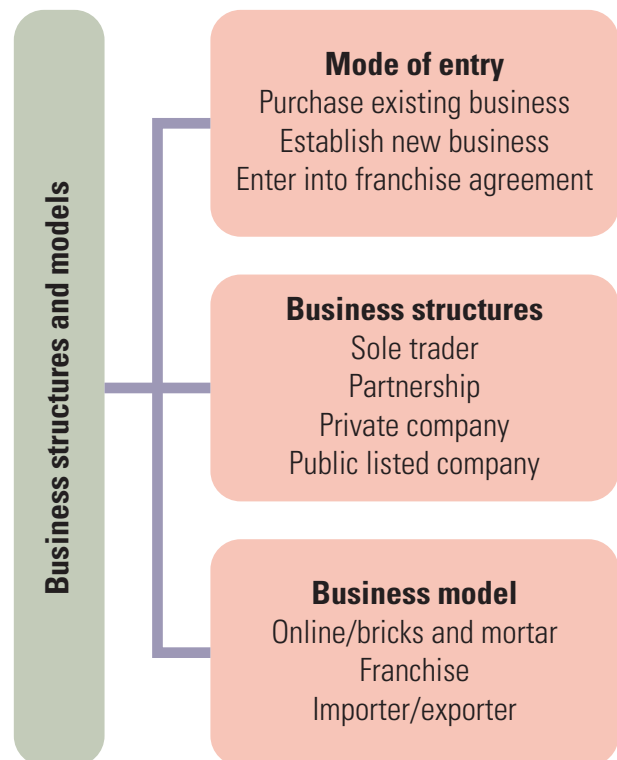 Business structures and models
Mode of entry
Purchase existing business
Establish new business
Enter into franchise agreement
Business structures
Sole trader
Partnership
Private company
Public listed company
Business model
Online/bricks and mortar
Franchise
Importer/exporter